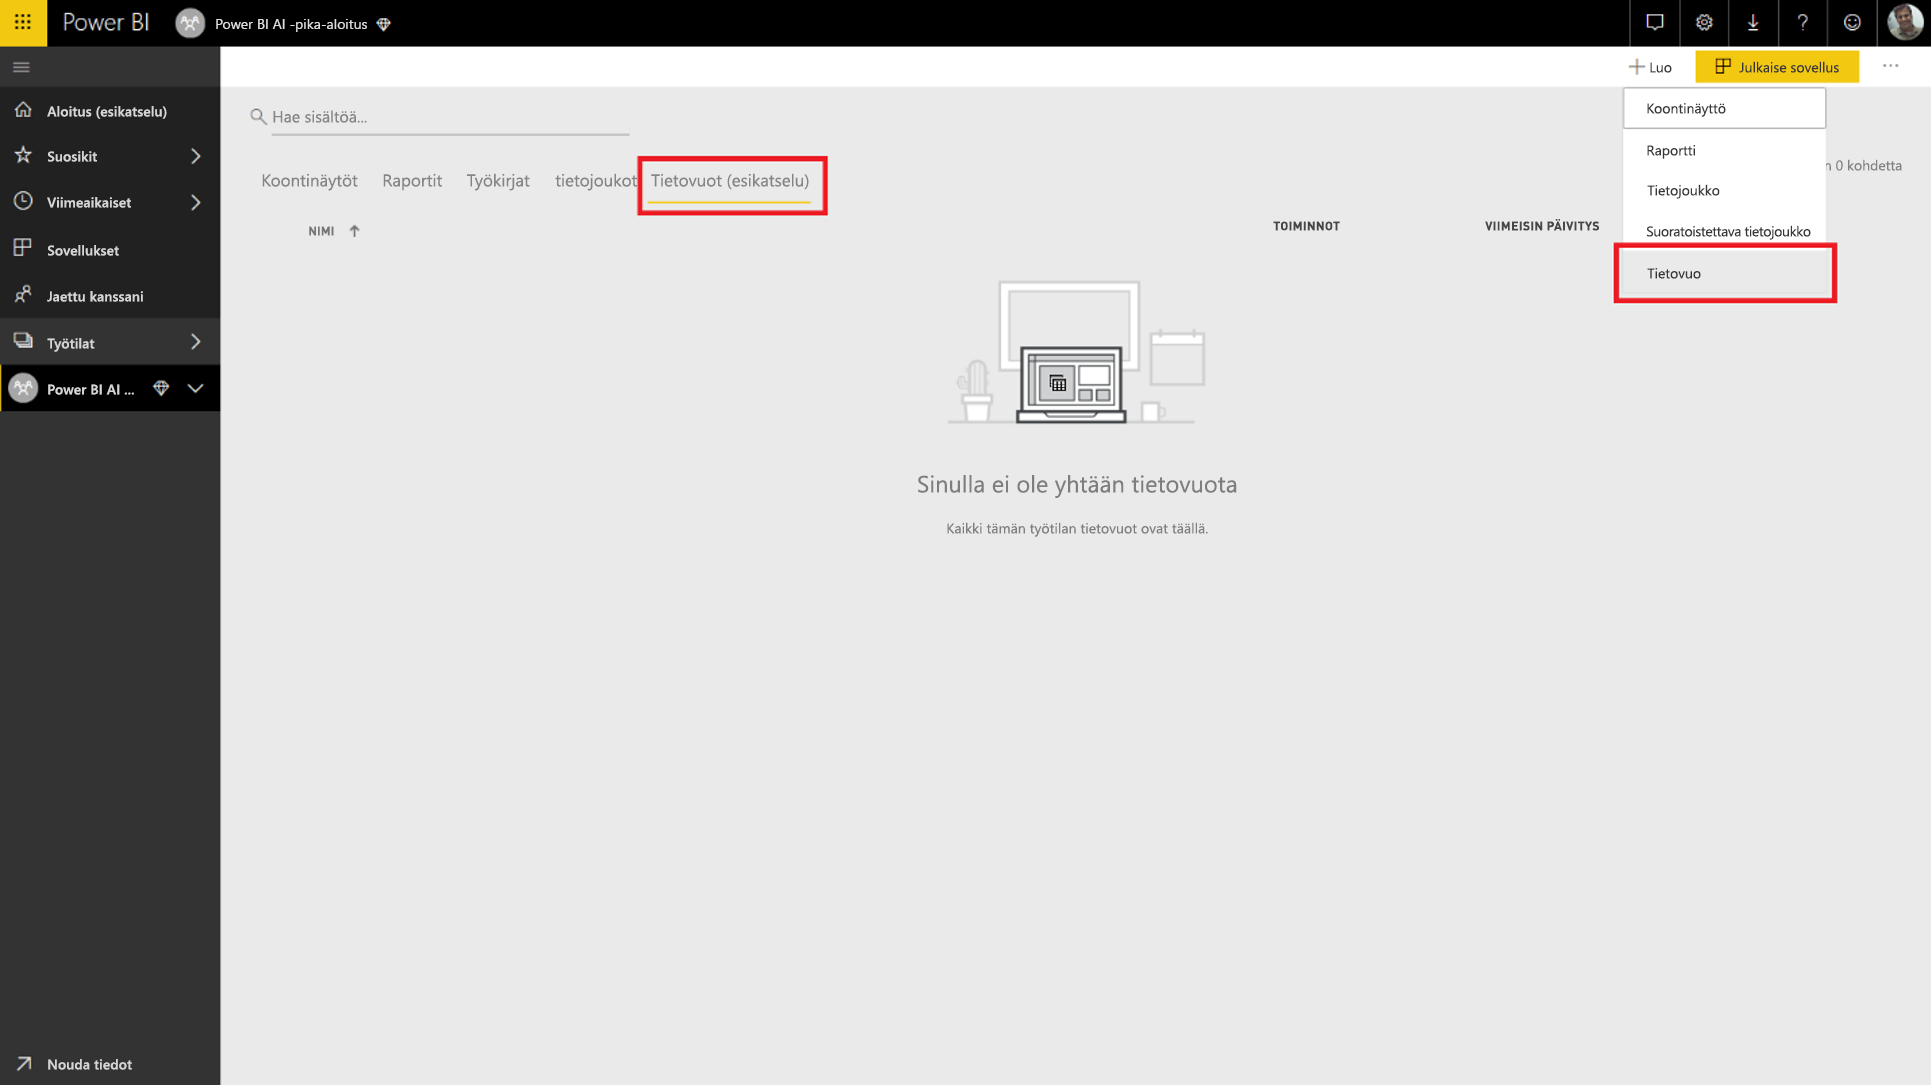 Power BI
Power BI AI -pika-aloitus
Luo
Julkaise sovellus
Aloitus (esikatselu)
Suosikit
Viimeaikaiset
Sovellukset
Jaettu kanssani
Työtilat
Power BI AI ...
Nouda tiedot
Hae sisältöä...
Koontinäytöt Raportit Työkirjat tietojoukot Tietovuot (esikatselu)
NIMI
TOIMINNOT
VIIMEISIN PÄIVITYS
Koontinäyttö
Raportti
n 0 kohdetta
Tietojoukko
Suoratoistettava tietojoukko
Tietovuo
Sinulla ei ole yhtään tietovuota
Kaikki tämän työtilan tietovuot ovat täällä.